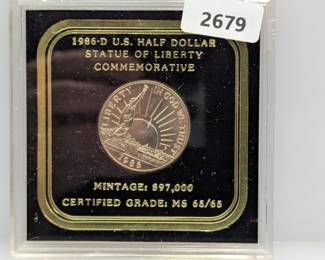 2679
1986-D U.S. HALF DOLLAR
STATUE OF LIBERTY
COMMEMORATIVE
LIBERTY IN GOD WE TRUST
1986
MINTAGE: 897,000
CERTIFIED GRADE: MS 65/65